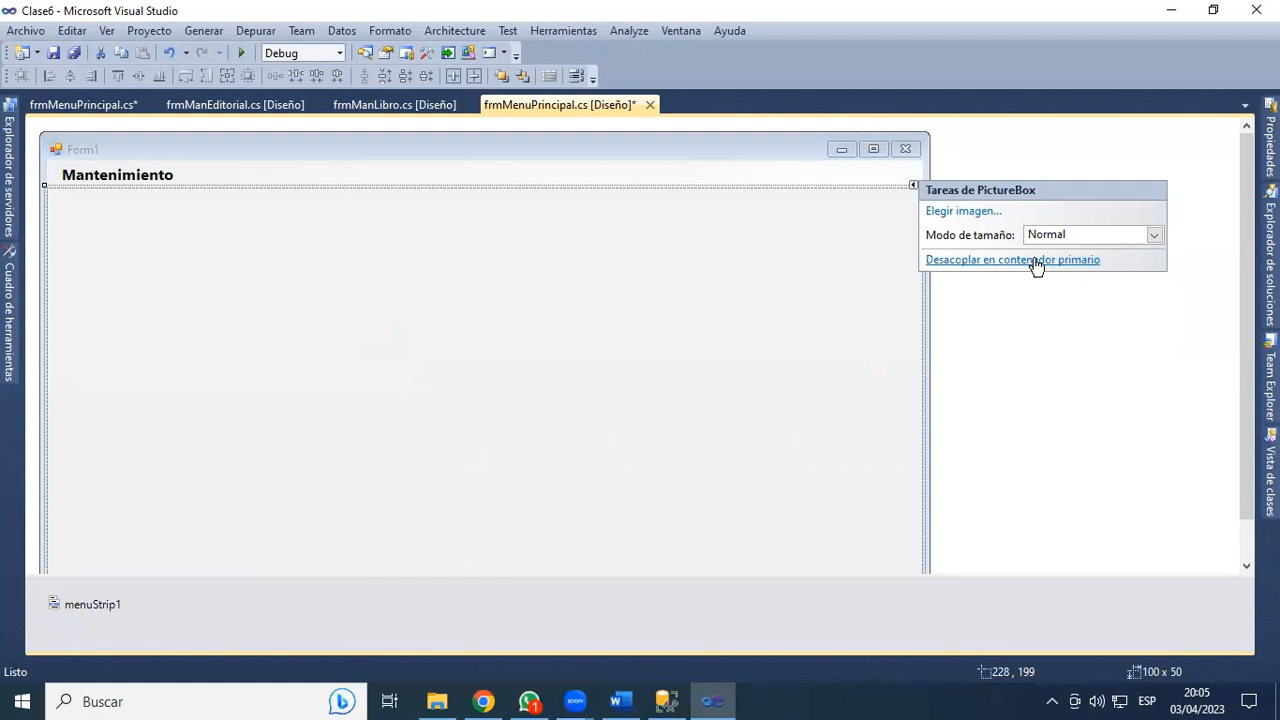 Clase6 - Microsoft Visual Studio
Archivo Editar Ver Proyecto Generar Depurar Team Datos Formato Architecture Test Herramientas Analyze Ventana Ayuda
Debug
frmMenuPrincipal.cs* frmManEditorial.cs [Diseño] frmManLibro.cs [Diseño] frmMenuPrincipal.cs [Diseño]*
Explorador de servidores
Cuadro de herramientas
Form1
Mantenimiento
Tareas de PictureBox
Elegir imagen...
Modo de tamaño: Normal
Desacoplar en contenedor primario
Propiedades
Explorador de soluciones
Team Explorer
Vista de clases
menuStrip1
Listo 228 , 199 100 x 50
Buscar
1
zoom
ESP
20:05
03/04/2023